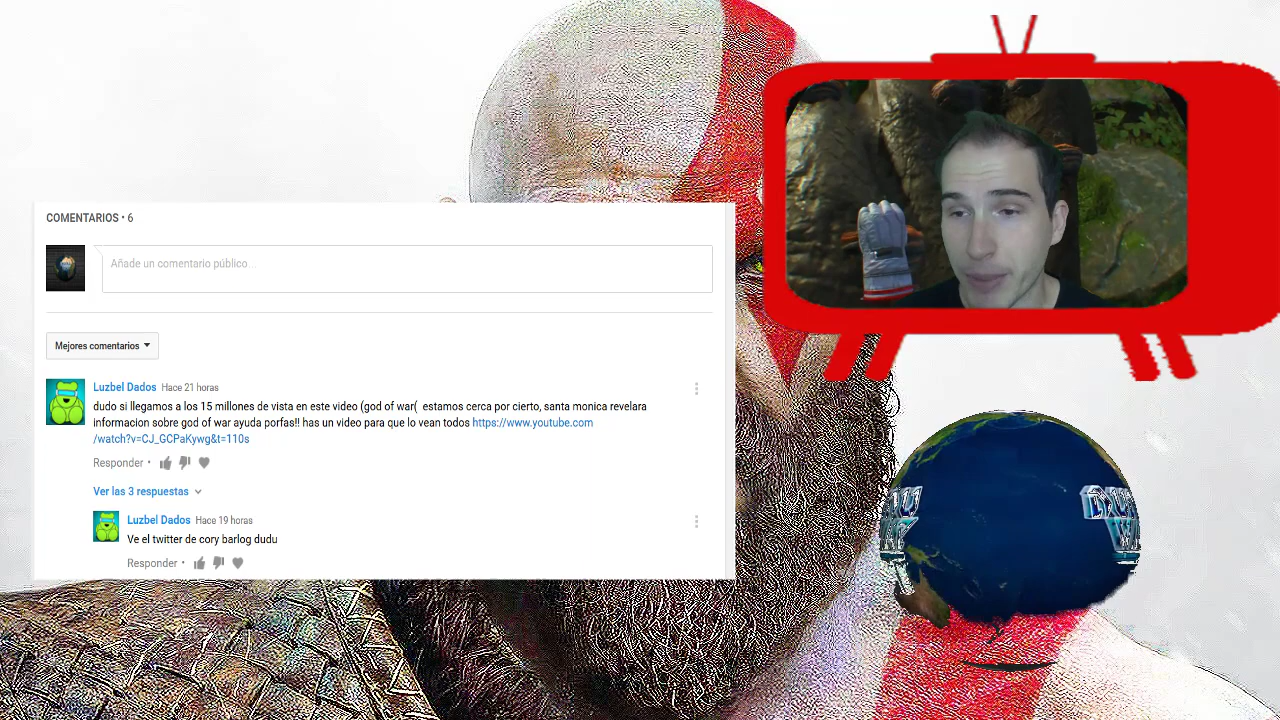 COMENTARIOS • 6
Añade un comentario público...
Mejores comentarios
Luzbel Dados Hace 21 horas
dudo si llegamos a los 15 millones de vista en este video (god of war( estamos cerca por cierto, santa monica revelara
informacion sobre god of war ayuda porfas!! has un video para que lo vean todos https://www.youtube.com
/watch?v=CJ_GCPaKywg&t=110s
Responder •
Ver las 3 respuestas
Luzbel Dados Hace 19 horas
Ve el twitter de cory barlog dudu
Responder •